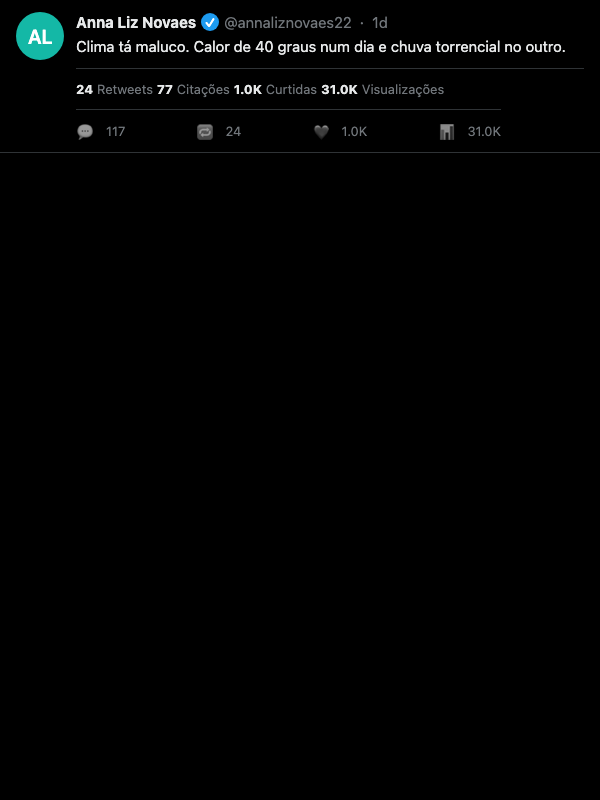 AL
Anna Liz Novaes @annaliznovaes22 · 1d
Clima tá maluco. Calor de 40 graus num dia e chuva torrencial no outro.
24 Retweets 77 Citações 1.0K Curtidas 31.0K Visualizações
117 24 1.0K 31.0K